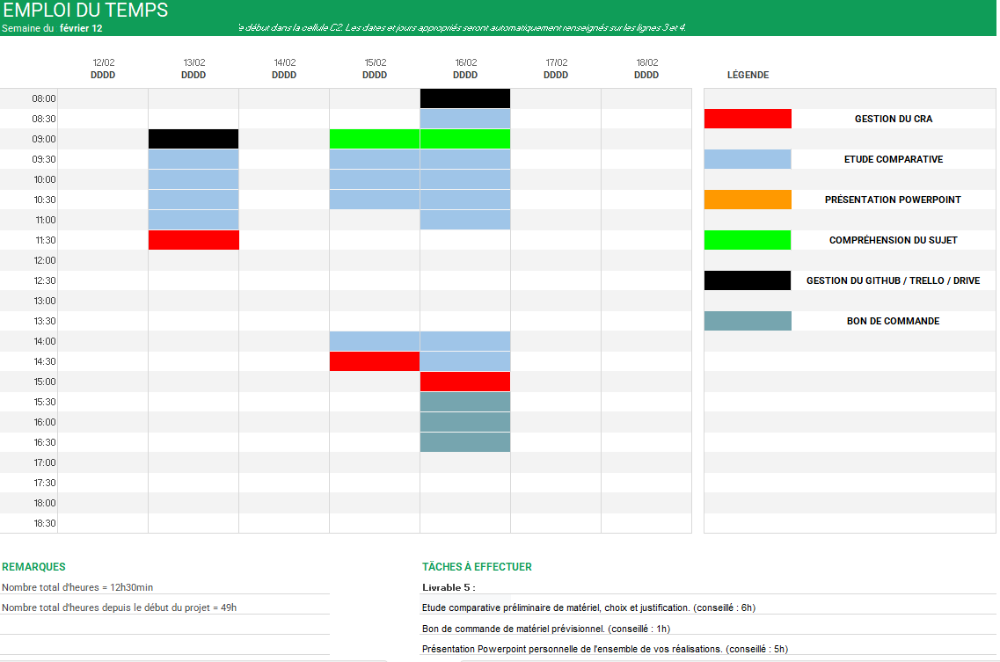 EMPLOI DU TEMPS
Semaine du février 12
le début dans la cellule C2. Les dates et jours appropriés seront automatiquement renseignés sur les lignes 3 et 4.
12/02 13/02 14/02 15/02 16/02 17/02 18/02
DDDD DDDD DDDD DDDD DDDD DDDD DDDD LÉGENDE
08:00
08:30 GESTION DU CRA
09:00
09:30 ETUDE COMPARATIVE
10:00
10:30 PRÉSENTATION POWERPOINT
11:00
11:30 COMPRÉHENSION DU SUJET
12:00
12:30 GESTION DU GITHUB / TRELLO / DRIVE
13:00
13:30 BON DE COMMANDE
14:00
14:30
15:00
15:30
16:00
16:30
17:00
17:30
18:00
18:30
REMARQUES
Nombre total d'heures = 12h30min
Nombre total d'heures depuis le début du projet = 49h
TÂCHES À EFFECTUER
Livrable 5 :
Etude comparative préliminaire de matériel, choix et justification. (conseillé : 6h)
Bon de commande de matériel prévisionnel. (conseillé : 1h)
Présentation Powerpoint personnelle de l'ensemble de vos réalisations. (conseillé : 5h)